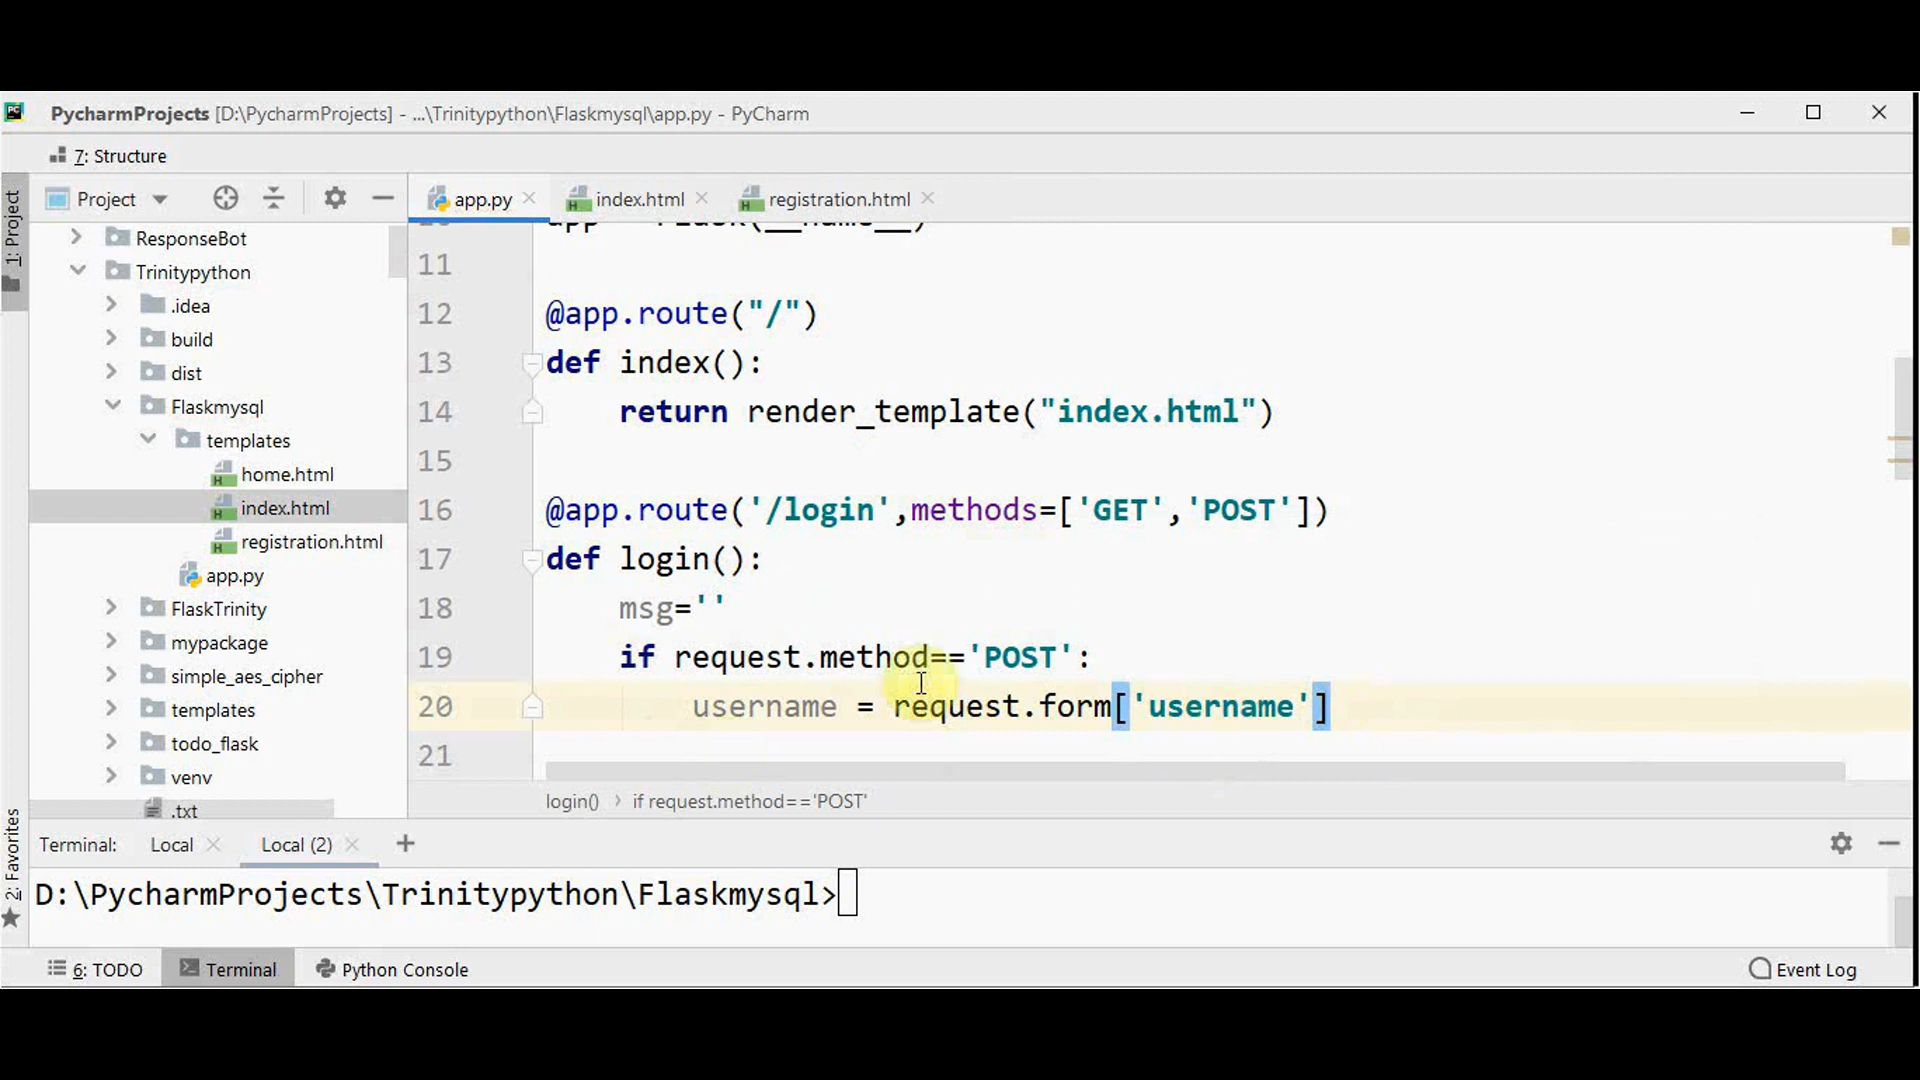 PycharmProjects [D:\PycharmProjects] - ...\Trinitypython\Flaskmysql\app.py - PyCharm
7: Structure
1: Project
Project
app.py
index.html
registration.html
ResponseBot
Trinitypython
.idea
build
dist
Flaskmysql
templates
home.html
index.html
registration.html
app.py
FlaskTrinity
mypackage
simple_aes_cipher
templates
todo_flask
venv
.txt
11
12 @app.route("/")
13 def index():
14 return render_template("index.html")
15
16 @app.route('/login',methods=['GET','POST'])
17 def login():
18 msg=''
19 if request.method=='POST':
20 username = request.form['username']
21
login() › if request.method=='POST'
2: Favorites
Terminal: Local Local (2) +
D:\PycharmProjects\Trinitypython\Flaskmysql>
6: TODO Terminal Python Console Event Log